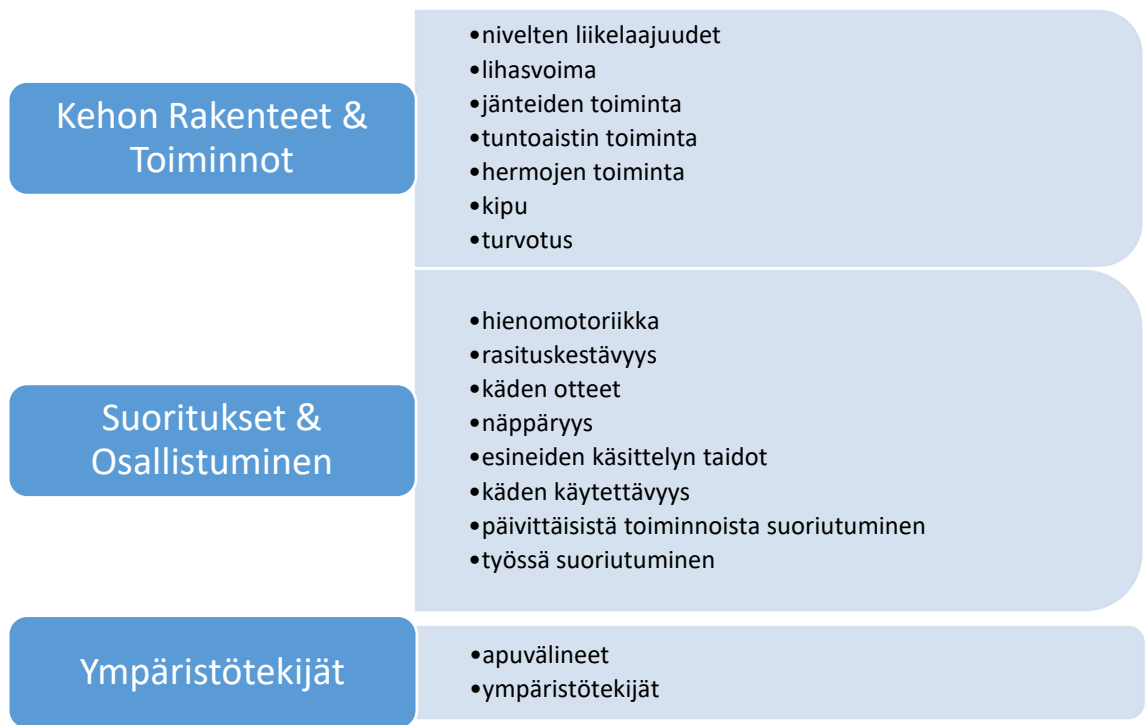 Kehon Rakenteet &
Toiminnot
•nivelten liikelaajuudet
•lihasvoima
•jänteiden toiminta
•tuntoaistin toiminta
•hermojen toiminta
•kipu
•turvotus
Suoritukset &
Osallistuminen
•hienomotoriikka
•rasituskestävyys
•käden otteet
•näppäryys
•esineiden käsittelyn taidot
•käden käytettävyys
•päivittäisistä toiminnoista suoriutuminen
•työssä suoriutuminen
Ympäristötekijät
•apuvälineet
•ympäristötekijät